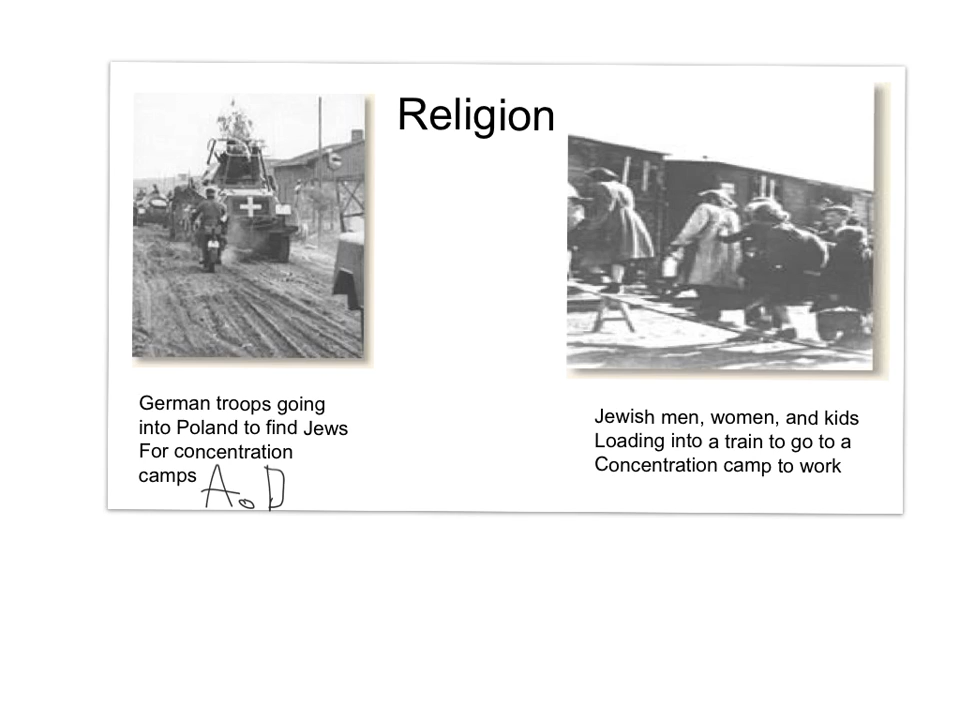 Religion
German troops going
into Poland to find Jews
For concentration
camps A.D
Jewish men, women, and kids
Loading into a train to go to a
Concentration camp to work